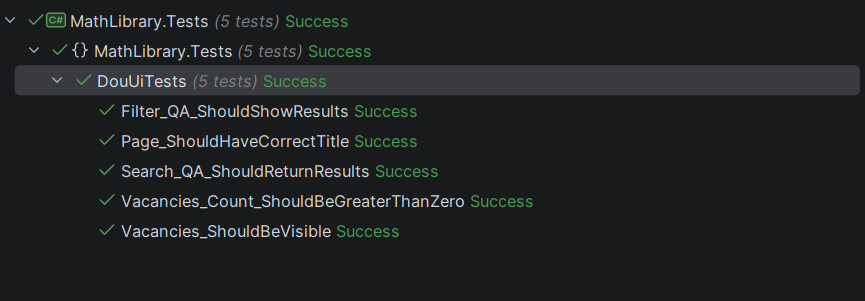 C# MathLibrary.Tests (5 tests) Success
{} MathLibrary.Tests (5 tests) Success
DouUiTests (5 tests) Success
Filter_QA_ShouldShowResults Success
Page_ShouldHaveCorrectTitle Success
Search_QA_ShouldReturnResults Success
Vacancies_Count_ShouldBeGreaterThanZero Success
Vacancies_ShouldBeVisible Success